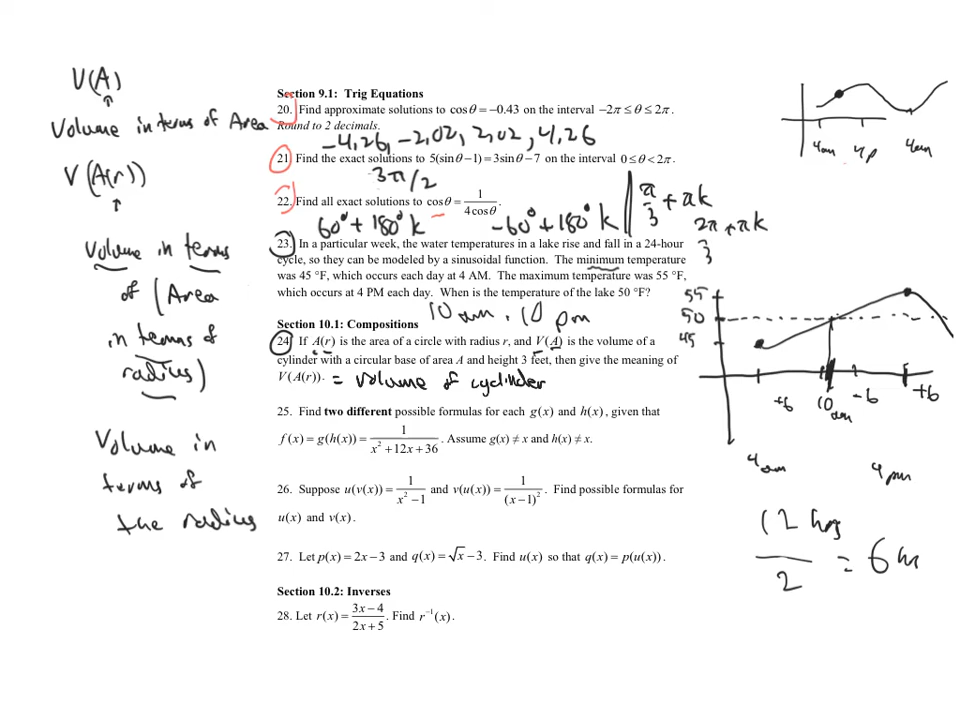 V(A)
↑
Volume in terms of Area
V(A(r))
↑
Volume in terms
of (Area
in terms of
radius)
Volume in
terms of
the radius
Section 9.1: Trig Equations
20. Find approximate solutions to cos θ = −0.43 on the interval −2π ≤ θ ≤ 2π.
Round to 2 decimals.
-4,26, -2,02, 2,02, 4,26
21. Find the exact solutions to 5(sin θ −1) = 3sin θ − 7 on the interval 0 ≤ θ < 2π.
3π/2
22. Find all exact solutions to cos θ = 1/(4cos θ).
60° + 180° k - -60° + 180° k
π/3 + πk
2π/3 + πk
23. In a particular week, the water temperatures in a lake rise and fall in a 24-hour
cycle, so they can be modeled by a sinusoidal function. The minimum temperature
was 45 °F, which occurs each day at 4 AM. The maximum temperature was 55 °F,
which occurs at 4 PM each day. When is the temperature of the lake 50 °F?
10 am, 10 pm
Section 10.1: Compositions
24. If A(r) is the area of a circle with radius r, and V(A) is the volume of a
cylinder with a circular base of area A and height 3 feet, then give the meaning of
V(A(r)). = Volume of cyclinder
25. Find two different possible formulas for each g(x) and h(x), given that
f(x) = g(h(x)) = 1/(x² +12x + 36). Assume g(x) ≠ x and h(x) ≠ x.
26. Suppose u(v(x)) = 1/(x² −1) and v(u(x)) = 1/(x −1)². Find possible formulas for
u(x) and v(x).
27. Let p(x) = 2x − 3 and q(x) = √x − 3. Find u(x) so that q(x) = p(u(x)).
Section 10.2: Inverses
28. Let r(x) = (3x − 4)/(2x + 5). Find r⁻¹(x).
4am 4p 4am
55
50
45
+6 10 am -6 +6
4am 4pm
12 hrs / 2 = 6 hr